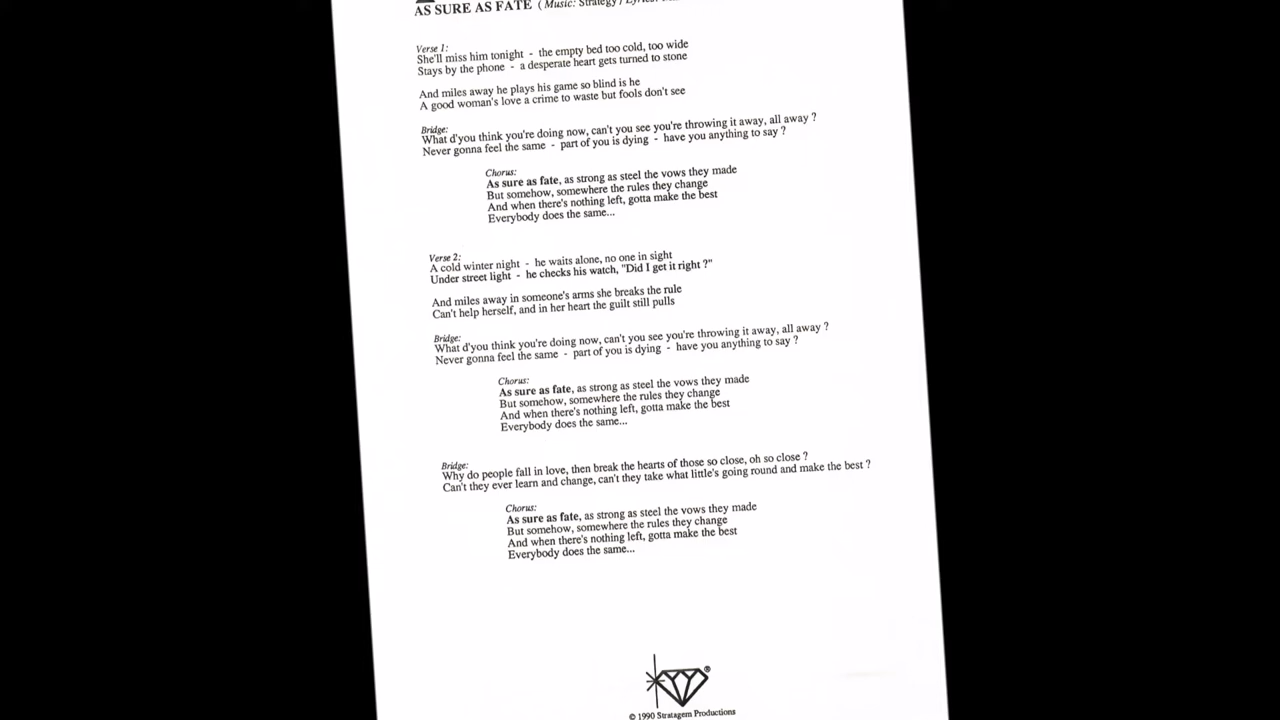 AS SURE AS FATE ( Music: Strategy / Lyrics:
Verse 1:
She'll miss him tonight - the empty bed too cold, too wide
Stays by the phone - a desperate heart gets turned to stone
And miles away he plays his game so blind is he
A good woman's love a crime to waste but fools don't see
Bridge:
What d'you think you're doing now, can't you see you're throwing it away, all away ?
Never gonna feel the same - part of you is dying - have you anything to say ?
Chorus:
As sure as fate, as strong as steel the vows they made
But somehow, somewhere the rules they change
And when there's nothing left, gotta make the best
Everybody does the same...
Verse 2:
A cold winter night - he waits alone, no one in sight
Under street light - he checks his watch, "Did I get it right ?"
And miles away in someone's arms she breaks the rule
Can't help herself, and in her heart the guilt still pulls
Bridge:
What d'you think you're doing now, can't you see you're throwing it away, all away ?
Never gonna feel the same - part of you is dying - have you anything to say ?
Chorus:
As sure as fate, as strong as steel the vows they made
But somehow, somewhere the rules they change
And when there's nothing left, gotta make the best
Everybody does the same...
Bridge:
Why do people fall in love, then break the hearts of those so close, oh so close ?
Can't they ever learn and change, can't they take what little's going round and make the best ?
Chorus:
As sure as fate, as strong as steel the vows they made
But somehow, somewhere the rules they change
And when there's nothing left, gotta make the best
Everybody does the same...
®
© 1990 Stratagem Productions